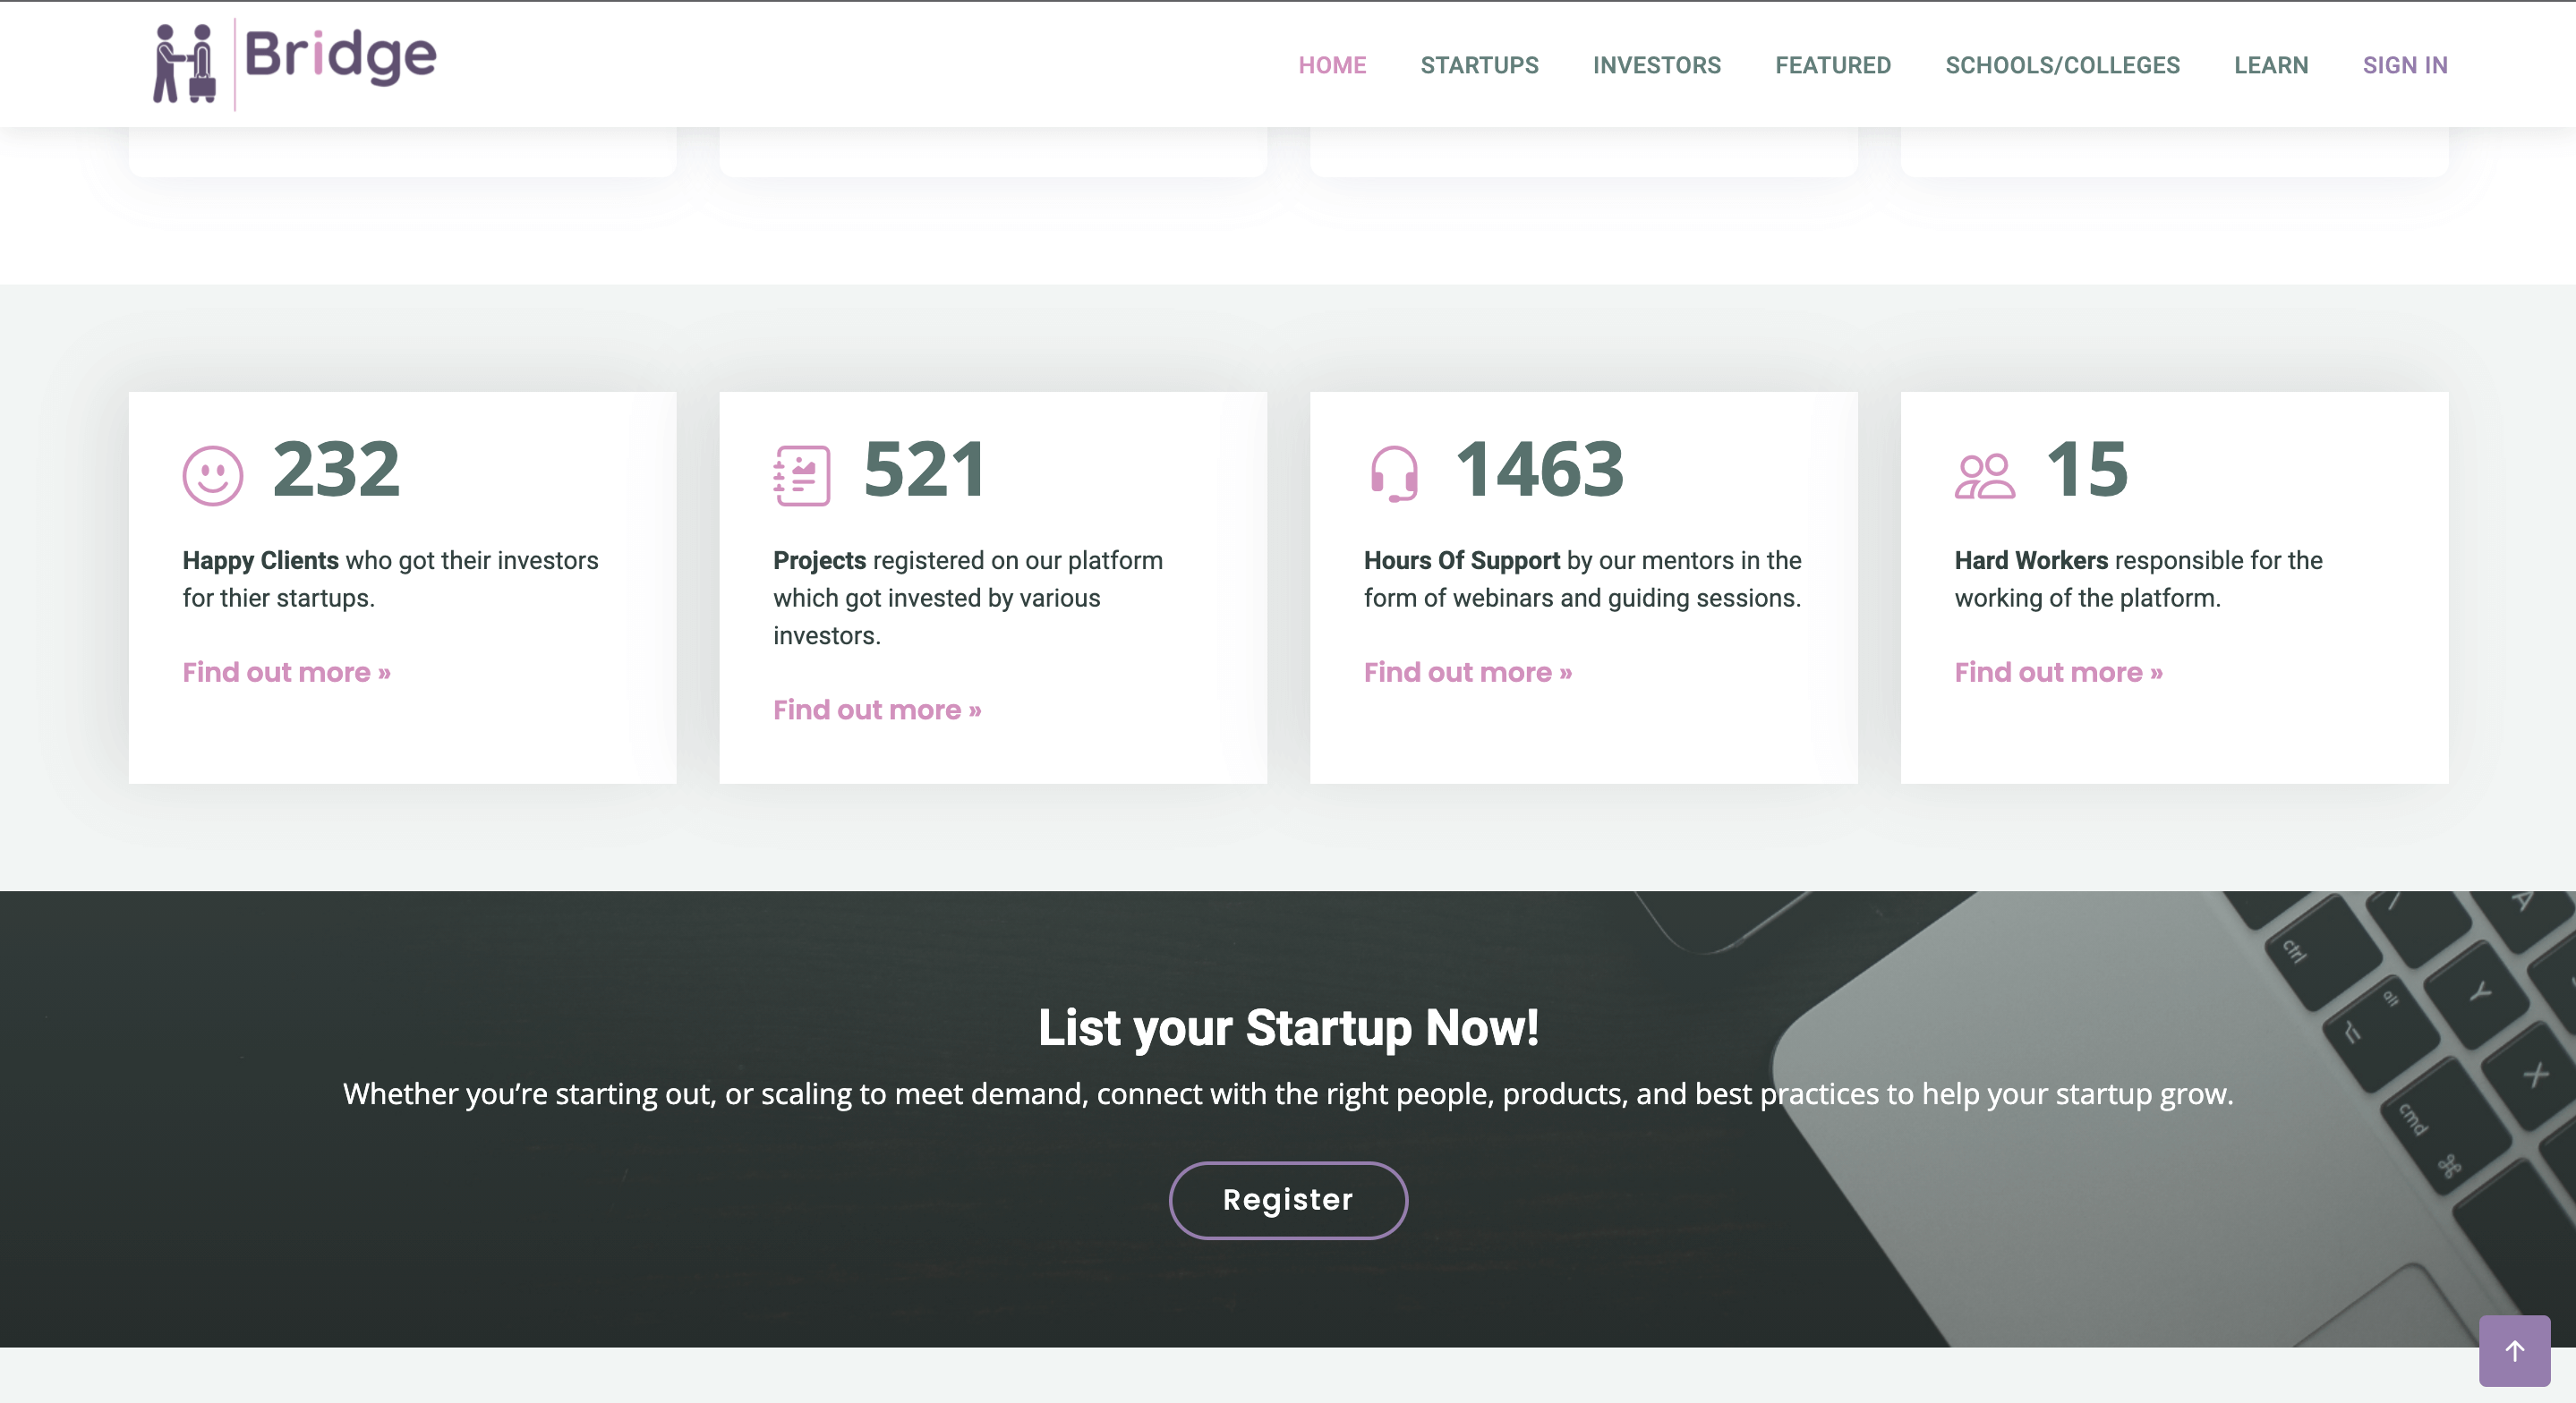 Bridge
HOME STARTUPS INVESTORS FEATURED SCHOOLS/COLLEGES LEARN SIGN IN
232
Happy Clients who got their investors
for thier startups.
Find out more »
521
Projects registered on our platform
which got invested by various
investors.
Find out more »
1463
Hours Of Support by our mentors in the
form of webinars and guiding sessions.
Find out more »
15
Hard Workers responsible for the
working of the platform.
Find out more »
List your Startup Now!
Whether you’re starting out, or scaling to meet demand, connect with the right people, products, and best practices to help your startup grow.
Register
A
ctrl
Y
alt
X
cmd
⌘